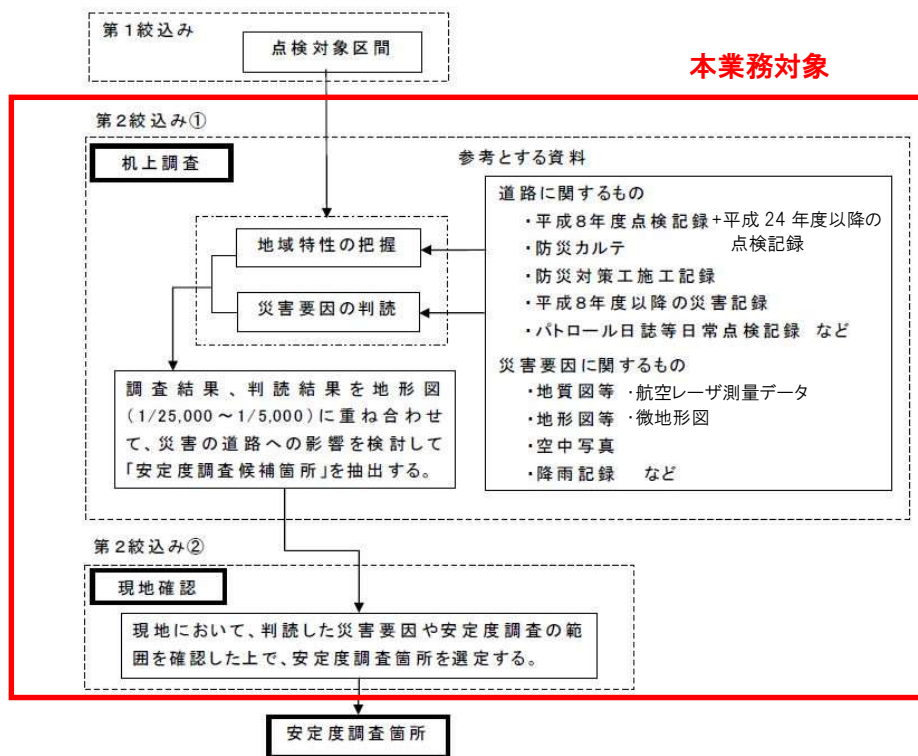 第1絞込み
点検対象区間
本業務対象
第2絞込み①
机上調査
参考とする資料
地域特性の把握
災害要因の判読
道路に関するもの
・平成8年度点検記録+平成24年度以降の
点検記録
・防災カルテ
・防災対策工施工記録
・平成8年度以降の災害記録
・パトロール日誌等日常点検記録 など
災害要因に関するもの
・地質図等 ・航空レーザ測量データ
・地形図等 ・微地形図
・空中写真
・降雨記録 など
調査結果、判読結果を地形図
(1/25,000~1/5,000)に重ね合わせ
て、災害の道路への影響を検討して
「安定度調査候補箇所」を抽出する。
第2絞込み②
現地確認
現地において、判読した災害要因や安定度調査の範
囲を確認した上で、安定度調査箇所を選定する。
安定度調査箇所